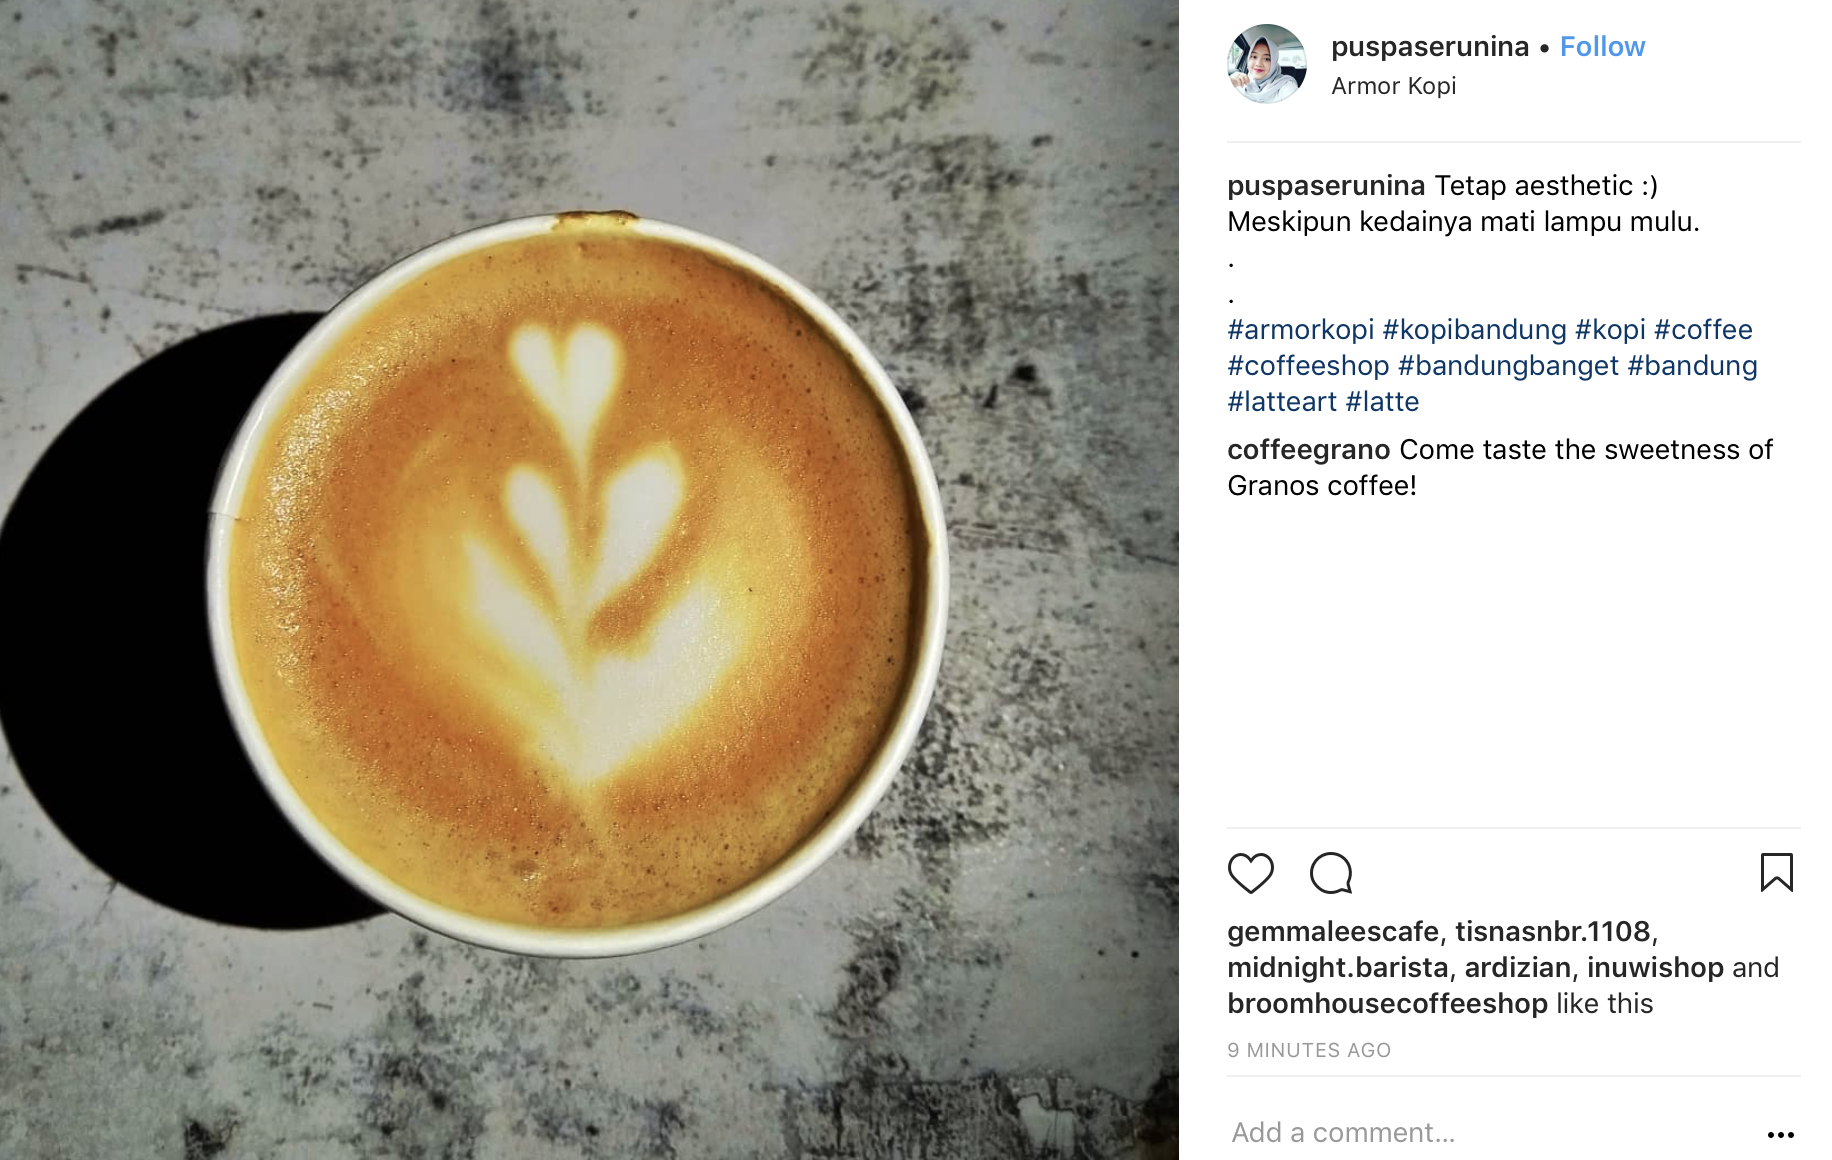 puspaserunina • Follow
Armor Kopi
puspaserunina Tetap aesthetic :)
Meskipun kedainya mati lampu mulu.
.
.
#armorkopi #kopibandung #kopi #coffee
#coffeeshop #bandungbanget #bandung
#latteart #latte
coffeegrano Come taste the sweetness of
Granos coffee!
gemmaleescafe, tisnasnbr.1108,
midnight.barista, ardizian, inuwishop and
broomhousecoffeeshop like this
9 MINUTES AGO
Add a comment...